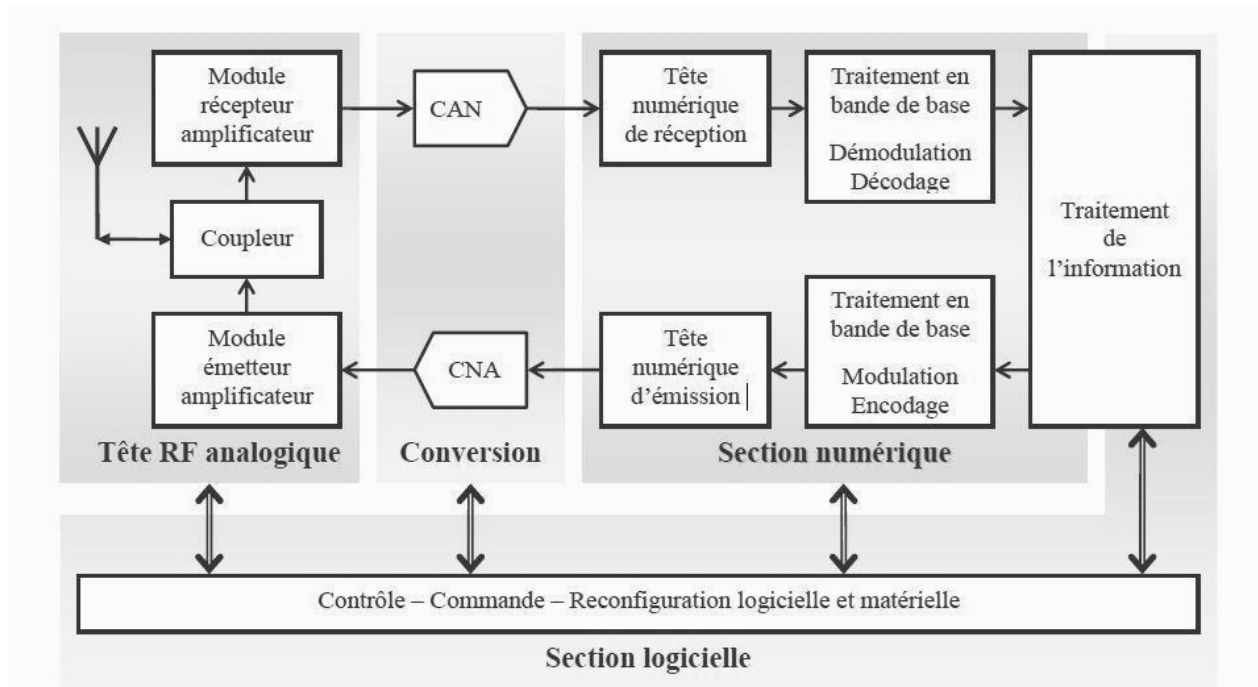 Module
récepteur
amplificateur
CAN
Tête
numérique
de réception
Traitement en
bande de base
Démodulation
Décodage
Traitement
de
l’information
Coupleur
Module
émetteur
amplificateur
CNA
Tête
numérique
d’émission
Traitement en
bande de base
Modulation
Encodage
Tête RF analogique
Conversion
Section numérique
Contrôle – Commande – Reconfiguration logicielle et matérielle
Section logicielle